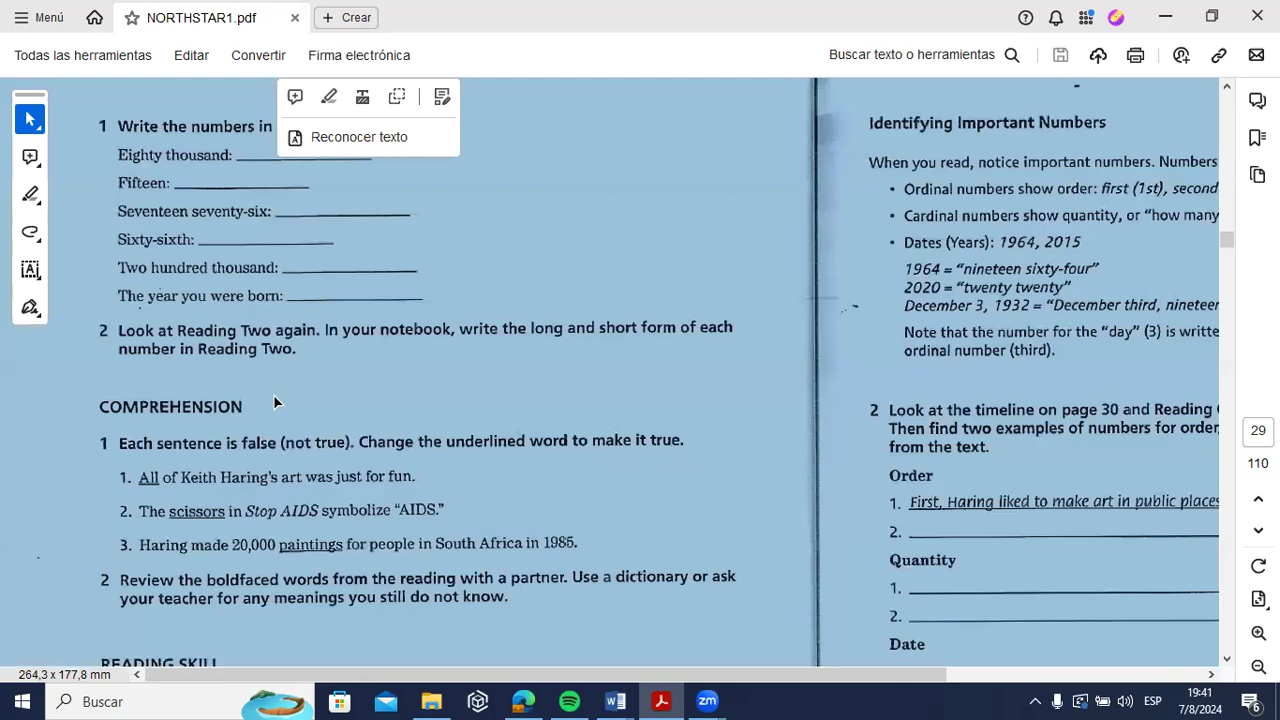 Menú
NORTHSTAR1.pdf
Crear
Todas las herramientas
Editar
Convertir
Firma electrónica
Buscar texto o herramientas
Reconocer texto
1 Write the numbers in
Eighty thousand:
Fifteen:
Seventeen seventy-six:
Sixty-sixth:
Two hundred thousand:
The year you were born:
2 Look at Reading Two again. In your notebook, write the long and short form of each
number in Reading Two.
COMPREHENSION
1 Each sentence is false (not true). Change the underlined word to make it true.
1. All of Keith Haring's art was just for fun.
2. The scissors in Stop AIDS symbolize “AIDS.”
3. Haring made 20,000 paintings for people in South Africa in 1985.
2 Review the boldfaced words from the reading with a partner. Use a dictionary or ask
your teacher for any meanings you still do not know.
READING SKILL
Identifying Important Numbers
When you read, notice important numbers. Numbers
• Ordinal numbers show order: first (1st), second
• Cardinal numbers show quantity, or “how many
• Dates (Years): 1964, 2015
1964 = “nineteen sixty-four”
2020 = “twenty twenty”
December 3, 1932 = “December third, nineteen
Note that the number for the “day” (3) is written
ordinal number (third).
2 Look at the timeline on page 30 and Reading
Then find two examples of numbers for order,
from the text.
Order
1. First, Haring liked to make art in public places
2.
Quantity
1.
2.
Date
29
110
264,3 x 177,8 mm
Buscar
ESP
19:41
7/8/2024
6